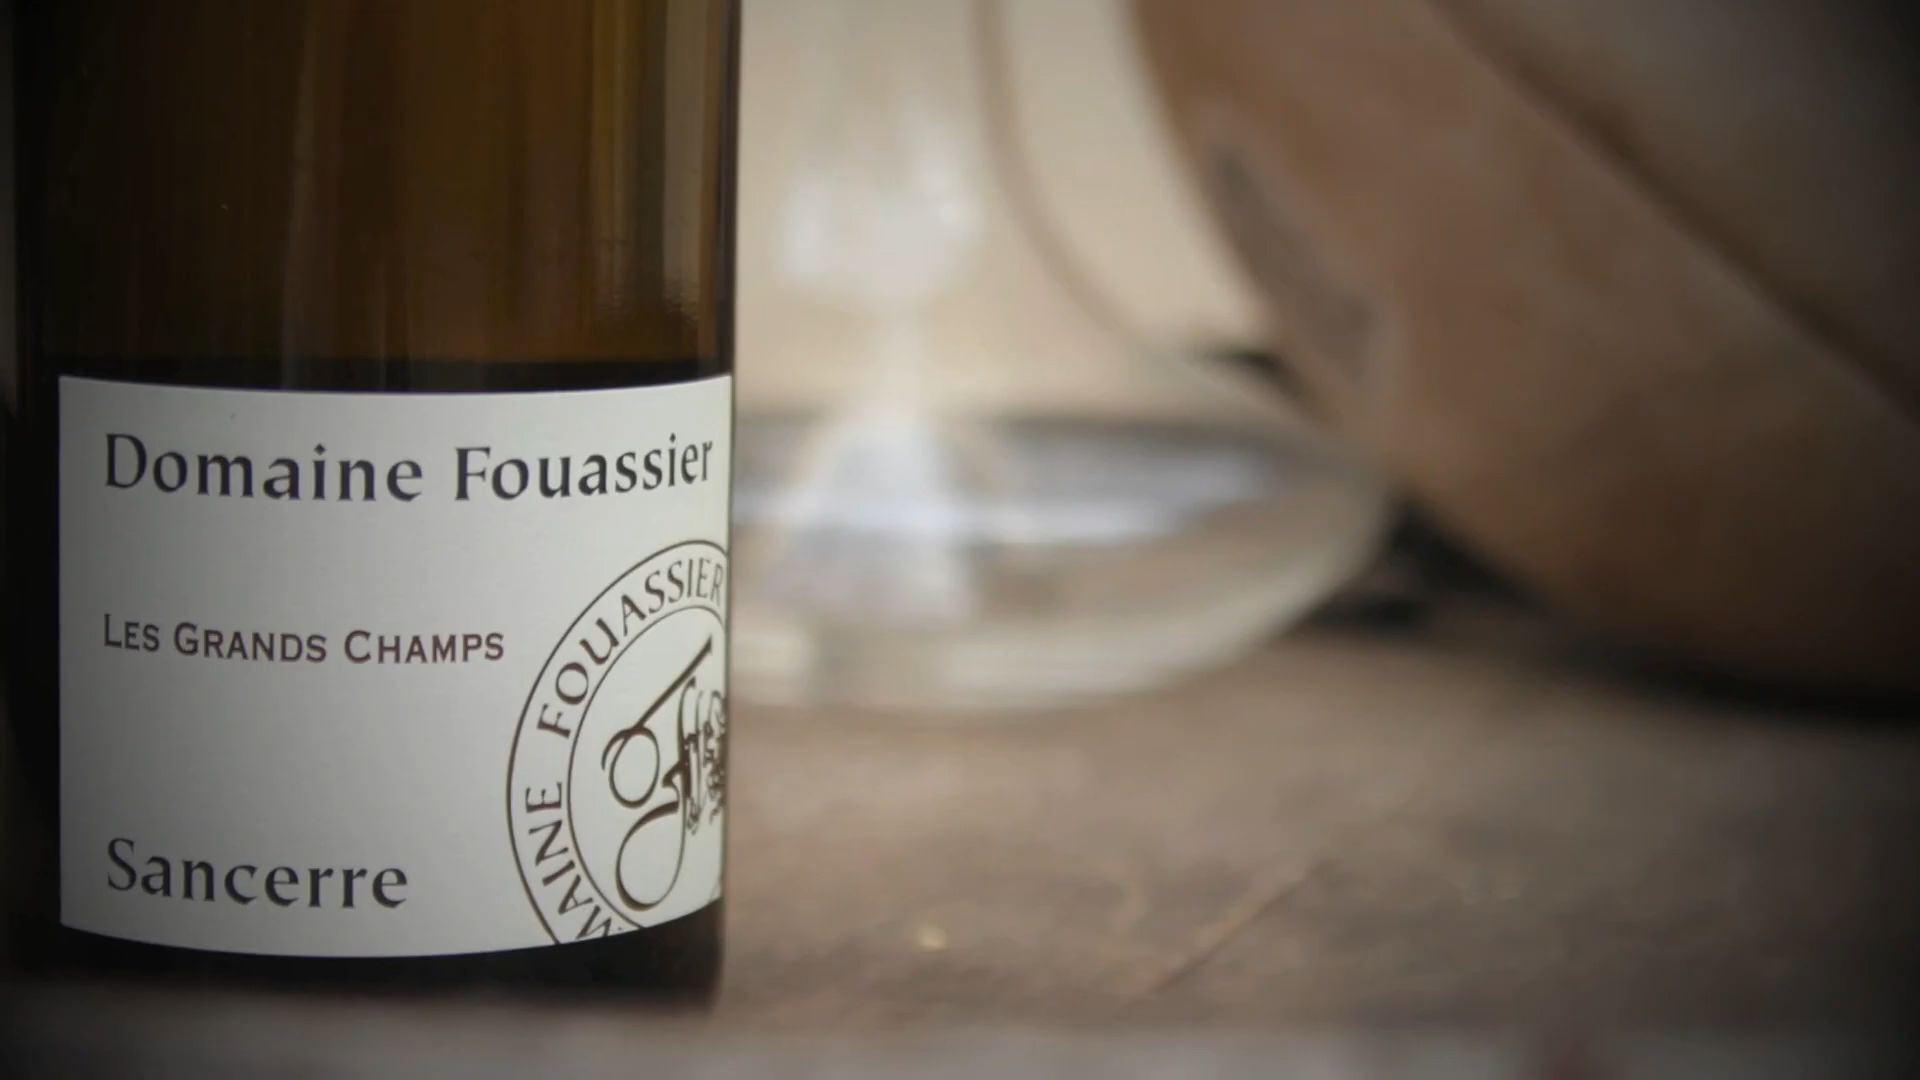 Domaine Fouassier
LES GRANDS CHAMPS
Sancerre
MAINE FOUASSIER